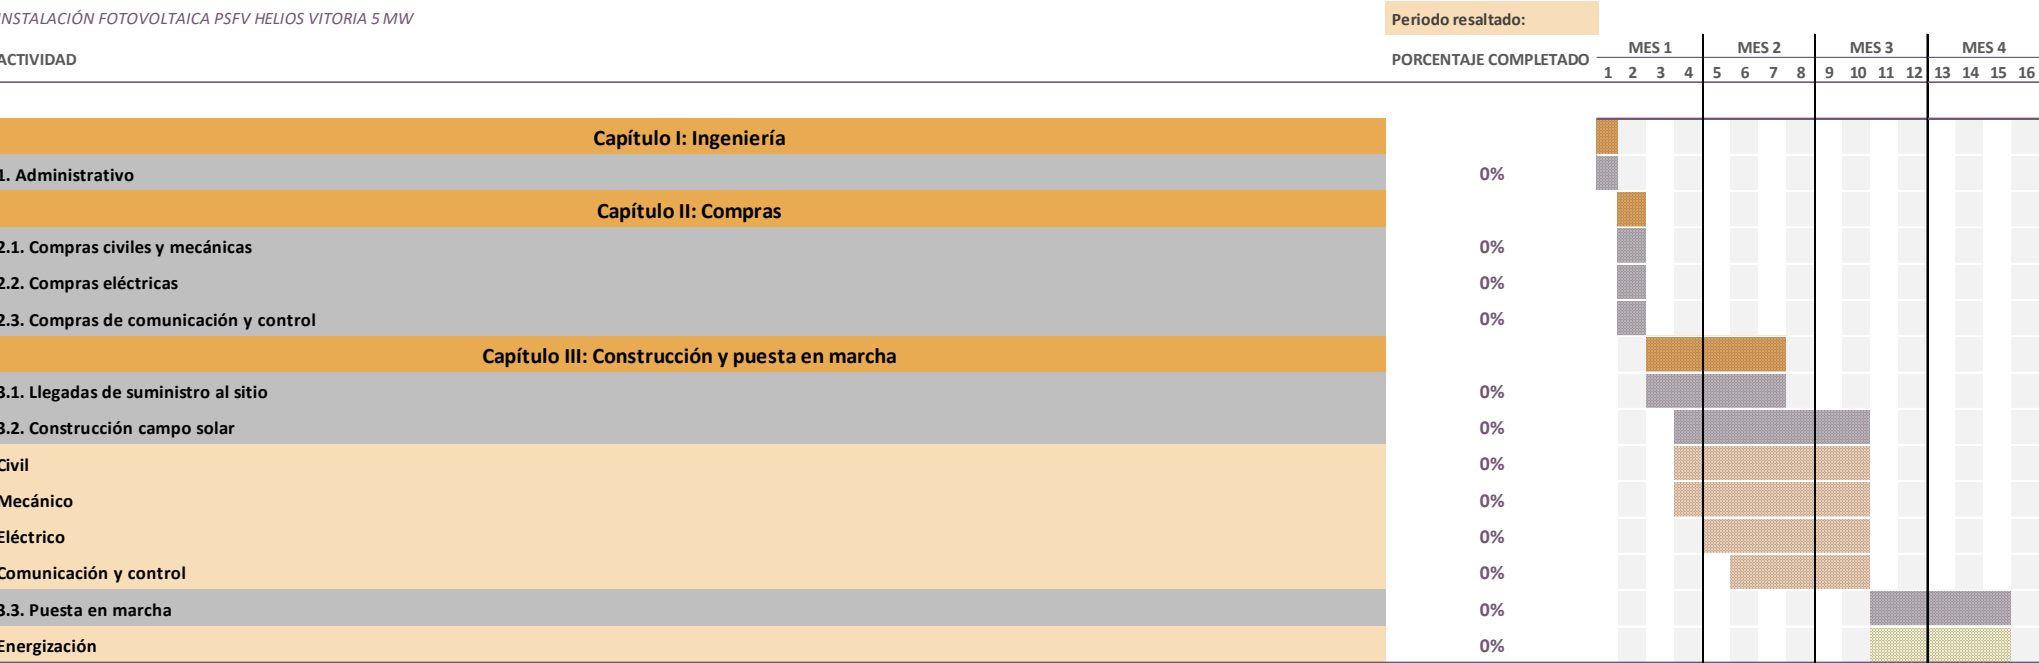 INSTALACIÓN FOTOVOLTAICA PSFV HELIOS VITORIA 5 MW
Periodo resaltado:
ACTIVIDAD
PORCENTAJE COMPLETADO
MES 1 MES 2 MES 3 MES 4
1 2 3 4 5 6 7 8 9 10 11 12 13 14 15 16
Capítulo I: Ingeniería
1. Administrativo 0%
Capítulo II: Compras
2.1. Compras civiles y mecánicas 0%
2.2. Compras eléctricas 0%
2.3. Compras de comunicación y control 0%
Capítulo III: Construcción y puesta en marcha
3.1. Llegadas de suministro al sitio 0%
3.2. Construcción campo solar 0%
Civil 0%
Mecánico 0%
Eléctrico 0%
Comunicación y control 0%
3.3. Puesta en marcha 0%
Energización 0%